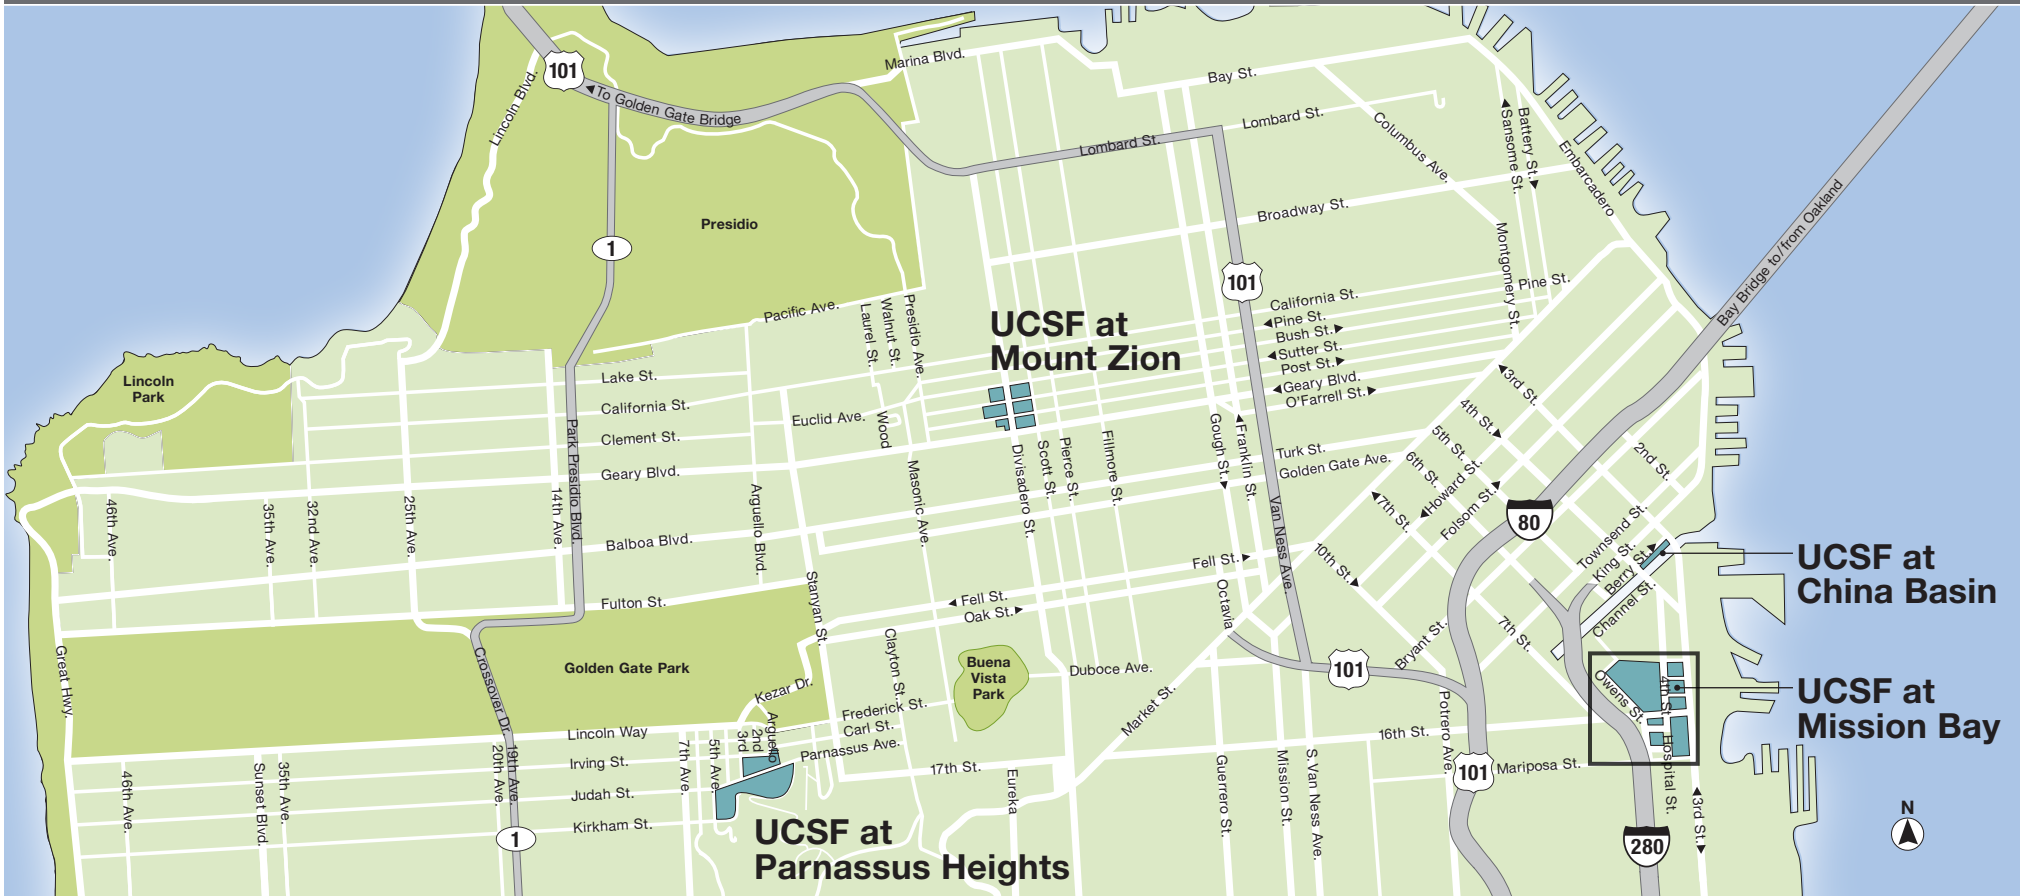 Marina Blvd.
Bay St.
Lincoln Blvd.
101
To Golden Gate Bridge
Lombard St.
Lombard St.
Columbus Ave.
Battery St.
Sansome St.
Embarcadero
Presidio
1
Broadway St.
Montgomery St.
Bay Bridge to/from Oakland
101
Pine St.
Pacific Ave.
Laurel St.
Walnut St.
Presidio Ave.
UCSF at
Mount Zion
California St.
Pine St.
Bush St.
Sutter St.
Post St.
Geary Blvd.
O'Farrell St.
Lincoln
Park
Lake St.
California St.
Clement St.
Geary Blvd.
Euclid Ave.
Wood
Park Presidio Blvd.
3rd St.
4th St.
5th St.
6th St.
7th St.
2nd St.
Howard St.
Folsom St.
Gough St.
Franklin St.
Turk St.
Golden Gate Ave.
Divisadero St.
Scott St.
Pierce St.
Fillmore St.
Masonic Ave.
Arguello Blvd.
46th Ave.
35th Ave.
32nd Ave.
25th Ave.
14th Ave.
Van Ness Ave.
80
Balboa Blvd.
Townsend St.
King St.
Berry St.
Channel St.
UCSF at
China Basin
Fell St.
10th St.
Octavia
Fulton St.
Stanyan St.
Fell St.
Oak St.
Clayton St.
7th St.
Bryant St.
Great Hwy.
Crossover Dr.
Golden Gate Park
Kezar Dr.
Buena
Vista
Park
Duboce Ave.
101
Market St.
Owens St.
4th St.
UCSF at
Mission Bay
Frederick St.
Carl St.
Parnassus Ave.
Lincoln Way
Irving St.
Judah St.
Kirkham St.
7th Ave.
5th Ave.
3rd
2nd
Arguello
17th St.
Eureka
16th St.
Potrero Ave.
Mariposa St.
101
Hospital St.
3rd St.
46th Ave.
Sunset Blvd.
35th Ave.
20th Ave.
19th Ave.
1
Guerrero St.
Mission St.
S. Van Ness Ave.
280
N
UCSF at
Parnassus Heights